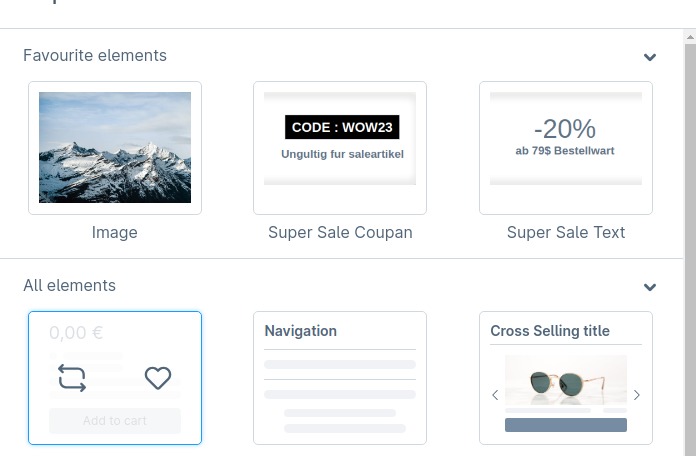 Favourite elements
CODE : WOW23
Ungultig fur saleartikel
-20%
ab 79$ Bestellwart
Image
Super Sale Coupan
Super Sale Text
All elements
0,00 €
Add to cart
Navigation
Cross Selling title